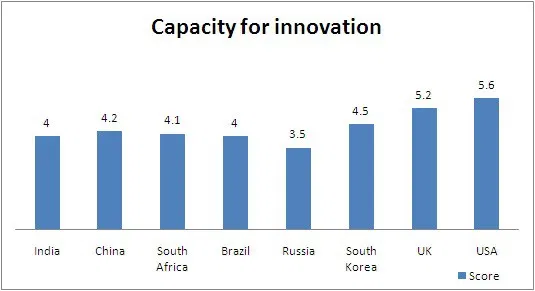 Capacity for innovation
4
4.2
4.1
4
3.5
4.5
5.2
5.6
India
China
South
Africa
Brazil
Russia
South
Korea
UK
USA
Score